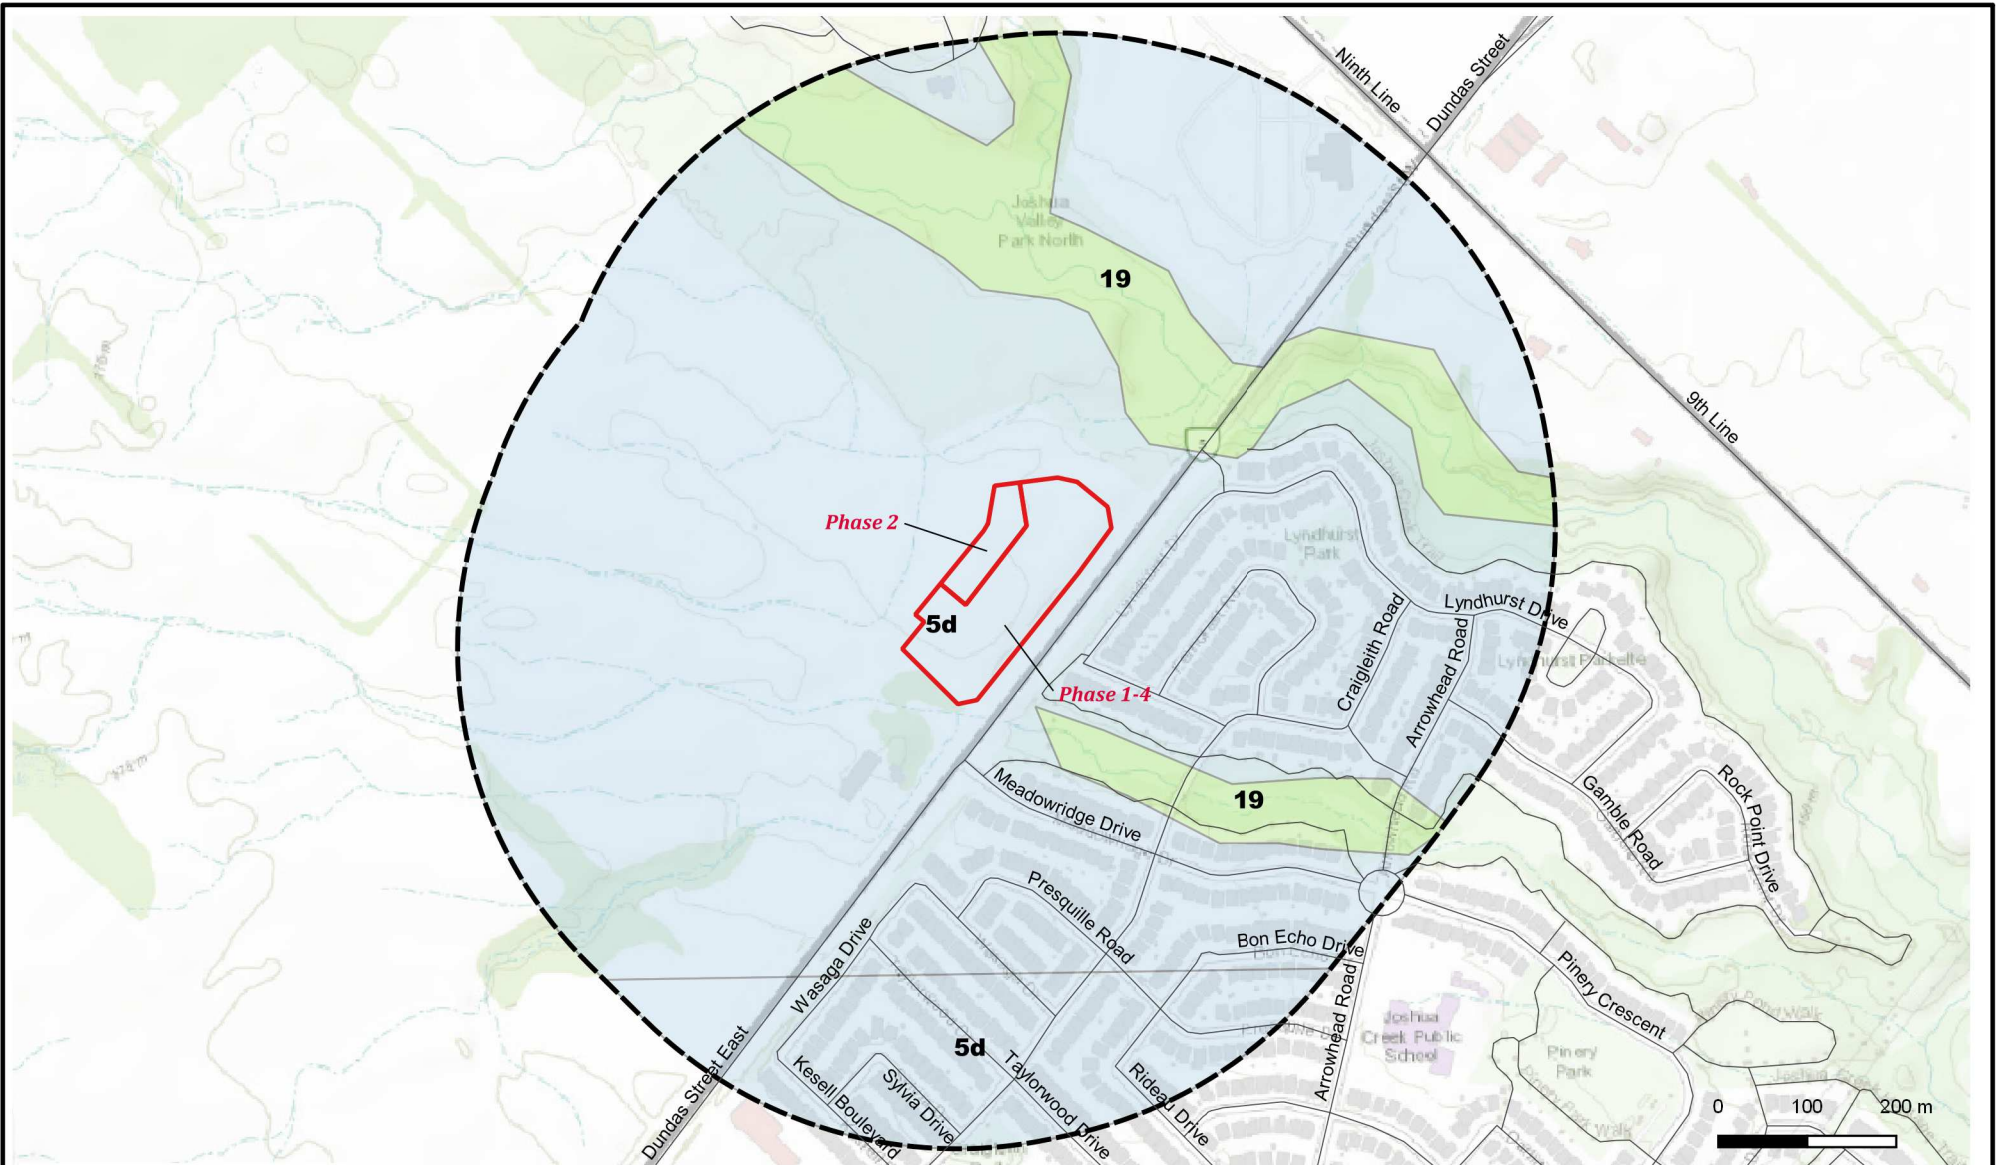 Ninth Line
Dundas Street
Joshua
Valley
Park North
19
9th Line
Phase 2
Lyndhurst
Park
5d
Lyndhurst Drive
Craigleith Road
Arrowhead Road
Lyndhurst Parkette
Phase 1-4
Meadowridge Drive
19
Gamble Road
Rock Point Drive
Presquille Road
Bon Echo Drive
Wasaga Drive
Pinery Crescent
Arrowhead Road
Joshua
Creek Public
School
Pinery
Park
5d
Taylorwood Drive
Kesell Boulevard
Sylvia Drive
Rideau Drive
Dundas Street East
0 100 200 m